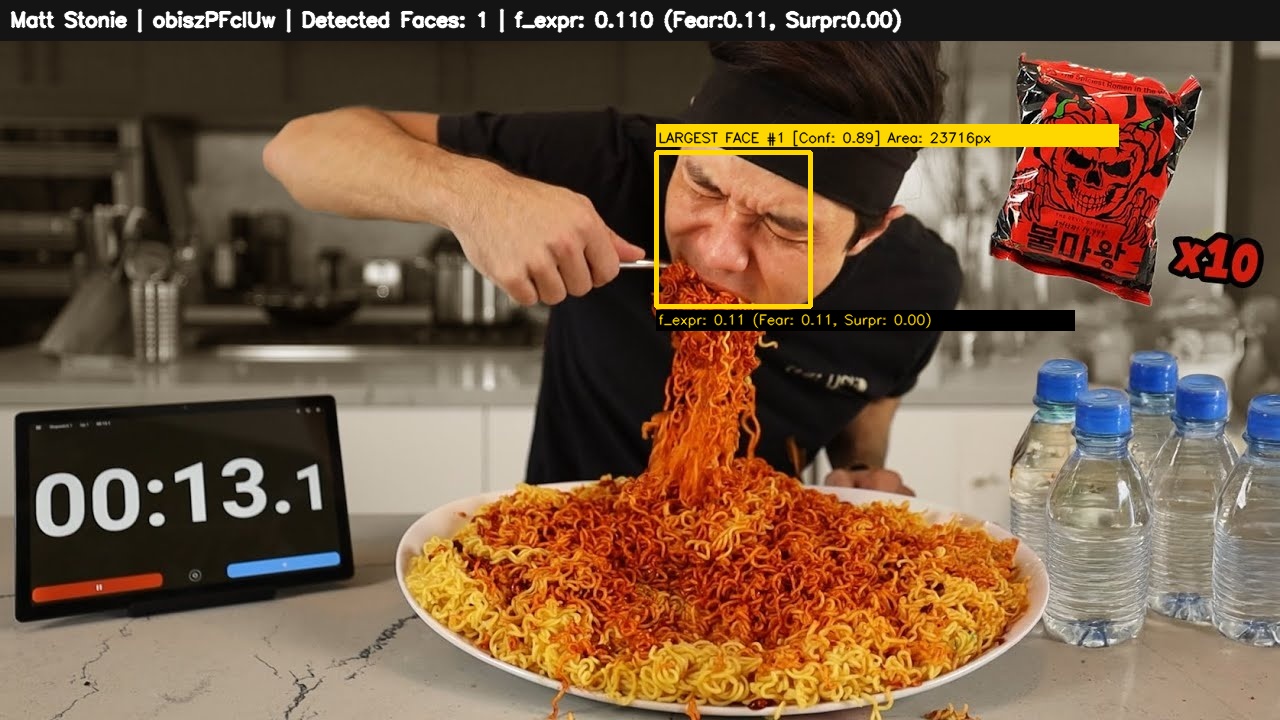 Matt Stonie | obiszPFclUw | Detected Faces: 1 | f_expr: 0.110 (Fear:0.11, Surpr:0.00)
LARGEST FACE #1 [Conf: 0.89] Area: 23716px
불마왕
x10
f_expr: 0.11 (Fear: 0.11, Surpr: 0.00)
00:13.1